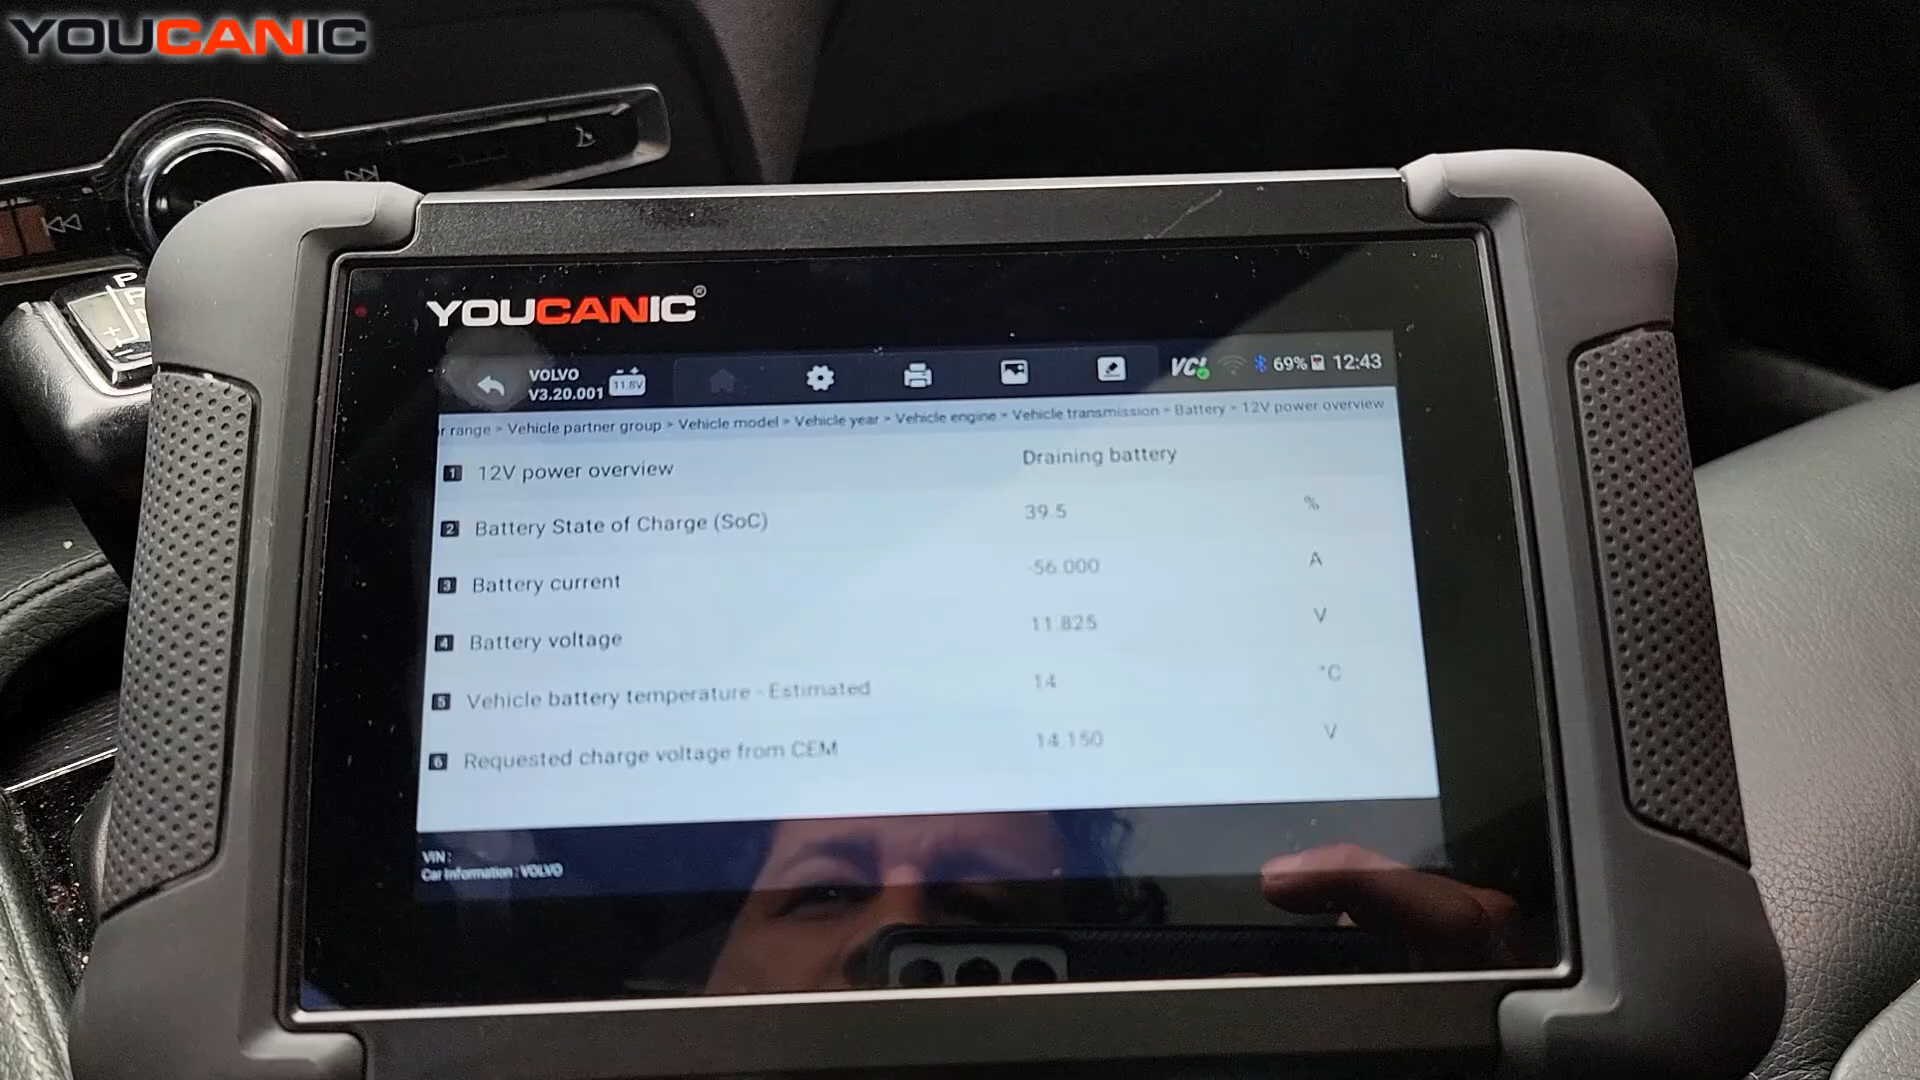 YOUCANIC
P
R
+
YOUCANIC®
VOLVO
V3.20.001
11.8V
VCI
69%
12:43
r range > Vehicle partner group > Vehicle model > Vehicle year > Vehicle engine > Vehicle transmission > Battery > 12V power overview
1 12V power overview Draining battery
2 Battery State of Charge (SoC) 39.5 %
3 Battery current -56.000 A
4 Battery voltage 11.825 V
5 Vehicle battery temperature - Estimated 14 °C
6 Requested charge voltage from CEM 14.150 V
VIN :
Car Information : VOLVO